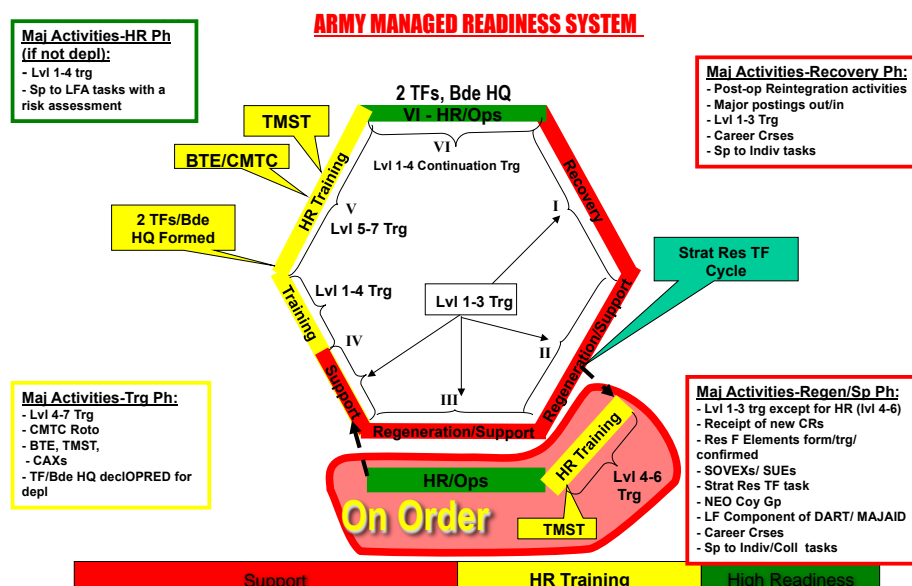 ARMY MANAGED READINESS SYSTEM
Maj Activities-HR Ph
(if not depl):
- Lvl 1-4 trg
- Sp to LFA tasks with a
risk assessment
Maj Activities-Recovery Ph:
- Post-op Reintegration activities
- Major postings out/in
- Lvl 1-3 Trg
- Career Crses
- Sp to Indiv tasks
2 TFs, Bde HQ
VI - HR/Ops
VI
Lvl 1-4 Continuation Trg
TMST
BTE/CMTC
HR Training
Recovery
I
V
Lvl 5-7 Trg
2 TFs/Bde
HQ Formed
Strat Res TF
Cycle
Training
Lvl 1-4 Trg
Lvl 1-3 Trg
IV
II
Support
III
Regeneration/Support
Regeneration/Support
Maj Activities-Trg Ph:
- Lvl 4-7 Trg
- CMTC Roto
- BTE, TMST,
- CAXs
- TF/Bde HQ declOPRED for
depl
Maj Activities-Regen/Sp Ph:
- Lvl 1-3 trg except for HR (lvl 4-6)
- Receipt of new CRs
- Res F Elements form/trg/
confirmed
- SOVEXs/ SUEs
- Strat Res TF task
- NEO Coy Gp
- LF Component of DART/ MAJAID
- Career Crses
- Sp to Indiv/Coll tasks
HR Training
Lvl 4-6
Trg
HR/Ops
On Order
TMST
Support
HR Training
High Readiness